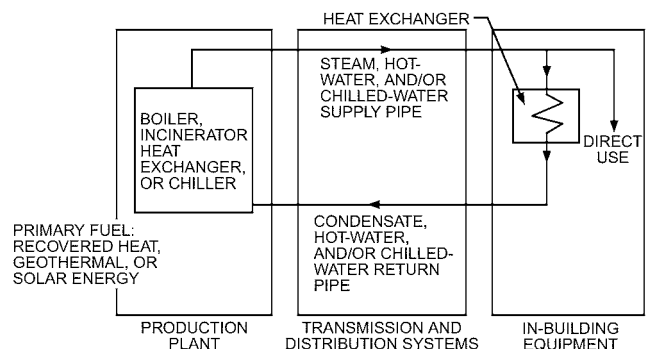 HEAT EXCHANGER
STEAM, HOT-
WATER, AND/OR
CHILLED-WATER
SUPPLY PIPE
BOILER,
INCINERATOR
HEAT
EXCHANGER,
OR CHILLER
DIRECT
USE
PRIMARY FUEL:
RECOVERED HEAT,
GEOTHERMAL, OR
SOLAR ENERGY
CONDENSATE,
HOT-WATER,
AND/OR CHILLED-
WATER RETURN
PIPE
PRODUCTION
PLANT
TRANSMISSION AND
DISTRIBUTION SYSTEMS
IN-BUILDING
EQUIPMENT